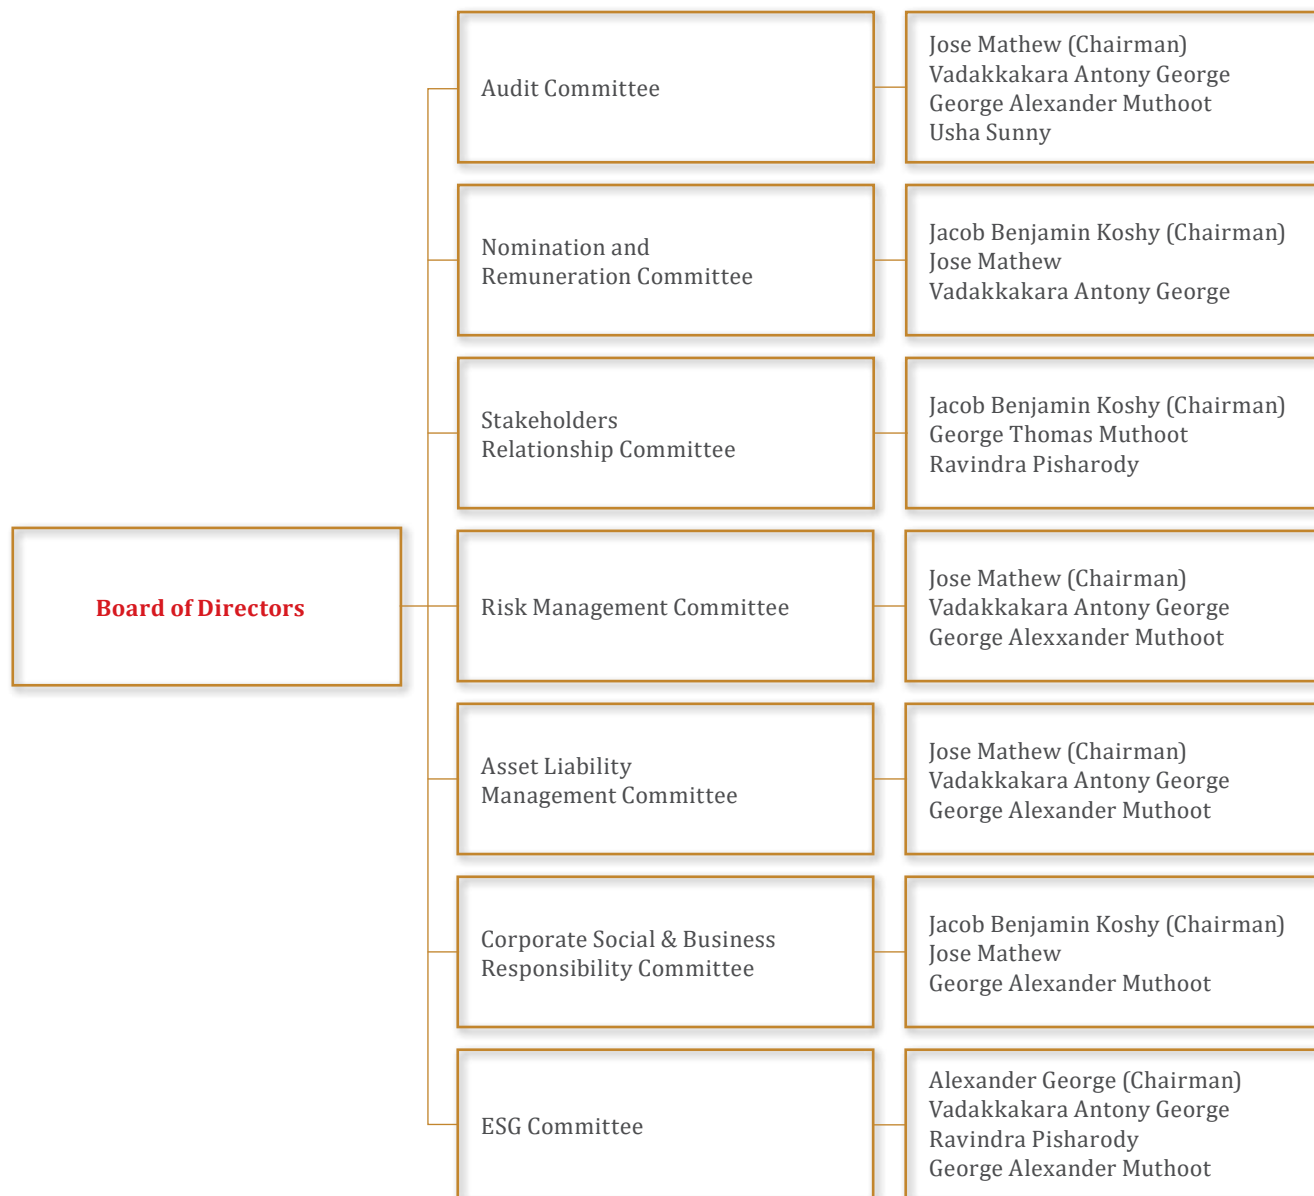 Board of Directors
Audit Committee
Jose Mathew (Chairman)
Vadakkakara Antony George
George Alexander Muthoot
Usha Sunny
Nomination and
Remuneration Committee
Jacob Benjamin Koshy (Chairman)
Jose Mathew
Vadakkakara Antony George
Stakeholders
Relationship Committee
Jacob Benjamin Koshy (Chairman)
George Thomas Muthoot
Ravindra Pisharody
Risk Management Committee
Jose Mathew (Chairman)
Vadakkakara Antony George
George Alexxander Muthoot
Asset Liability
Management Committee
Jose Mathew (Chairman)
Vadakkakara Antony George
George Alexander Muthoot
Corporate Social & Business
Responsibility Committee
Jacob Benjamin Koshy (Chairman)
Jose Mathew
George Alexander Muthoot
ESG Committee
Alexander George (Chairman)
Vadakkakara Antony George
Ravindra Pisharody
George Alexander Muthoot